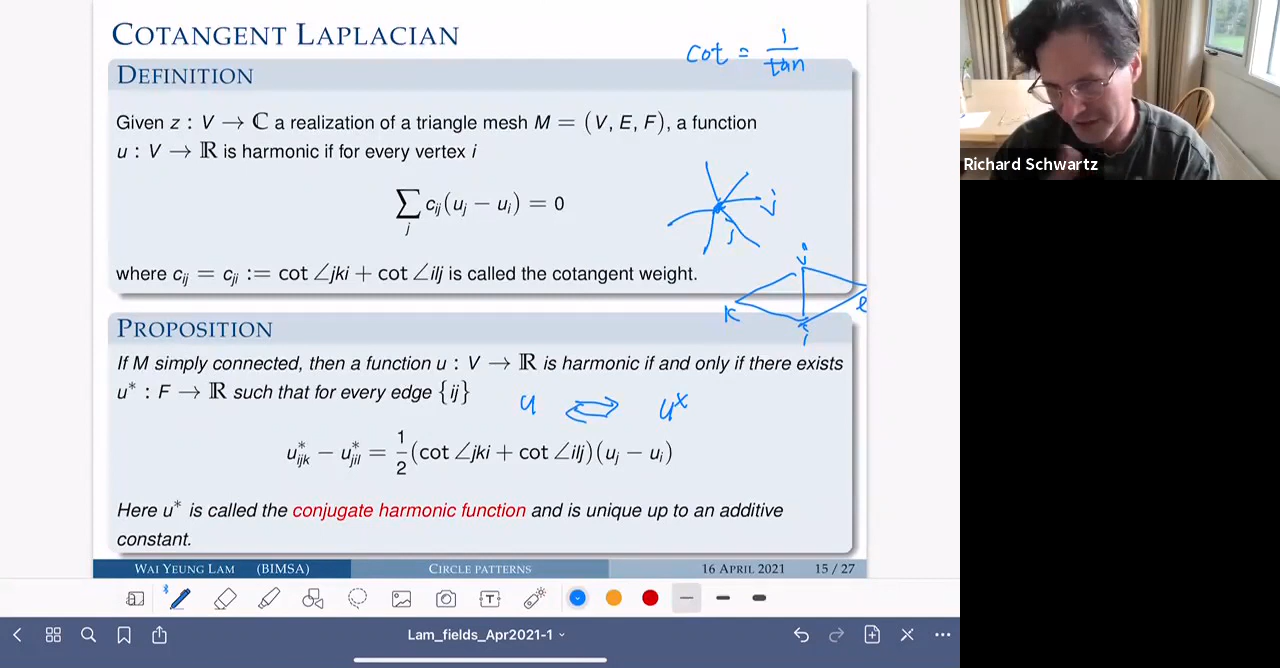 COTANGENT LAPLACIAN
cot = 1/tan
DEFINITION
Given z : V → ℂ a realization of a triangle mesh M = (V, E, F), a function
u : V → ℝ is harmonic if for every vertex i
∑_j c_ij(u_j − u_i) = 0
j
where c_ij = c_ji := cot ∠jki + cot ∠ilj is called the cotangent weight.
i
k
l
PROPOSITION
If M simply connected, then a function u : V → ℝ is harmonic if and only if there exists
u* : F → ℝ such that for every edge {ij}
u ⟺ u*
u*_ijk − u*_jil = 1/2 (cot ∠jki + cot ∠ilj)(u_j − u_i)
Here u* is called the conjugate harmonic function and is unique up to an additive
constant.
WAI YEUNG LAM (BIMSA) CIRCLE PATTERNS 16 APRIL 2021 15 / 27
Lam_fields_Apr2021-1
Richard Schwartz